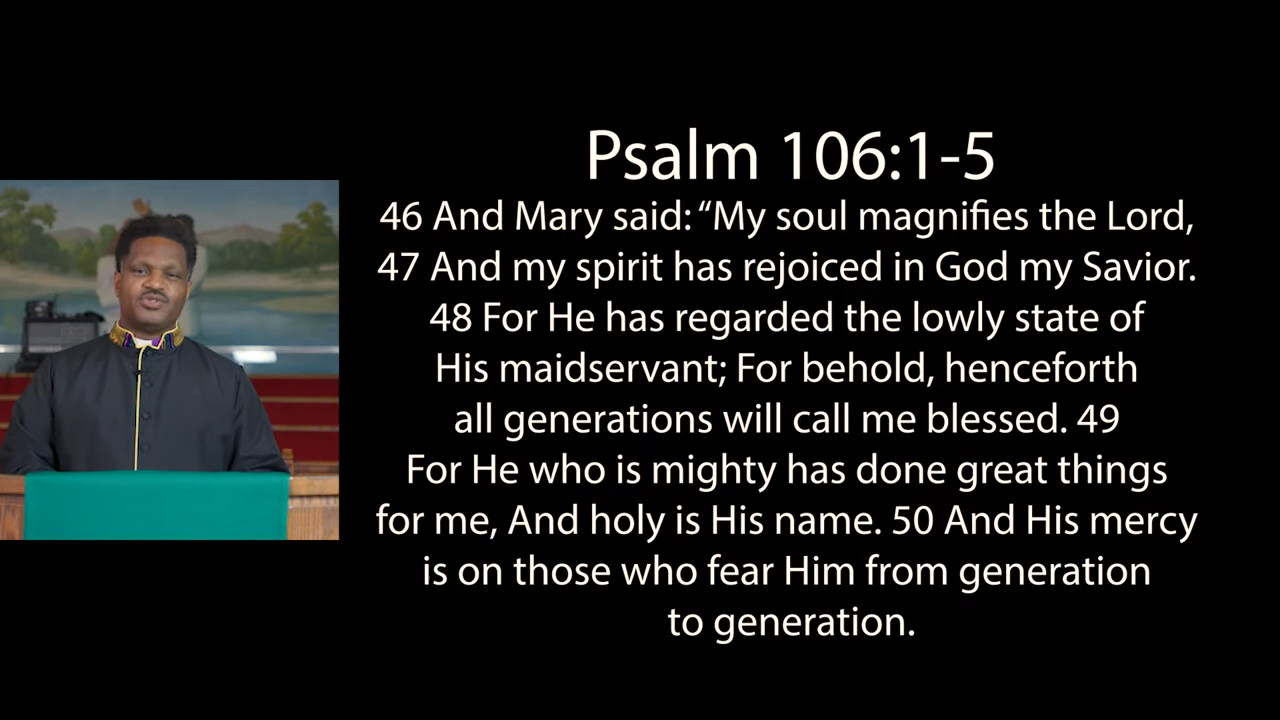 Psalm 106:1-5
46 And Mary said: “My soul magnifies the Lord,
47 And my spirit has rejoiced in God my Savior.
48 For He has regarded the lowly state of
His maidservant; For behold, henceforth
all generations will call me blessed. 49
For He who is mighty has done great things
for me, And holy is His name. 50 And His mercy
is on those who fear Him from generation
to generation.